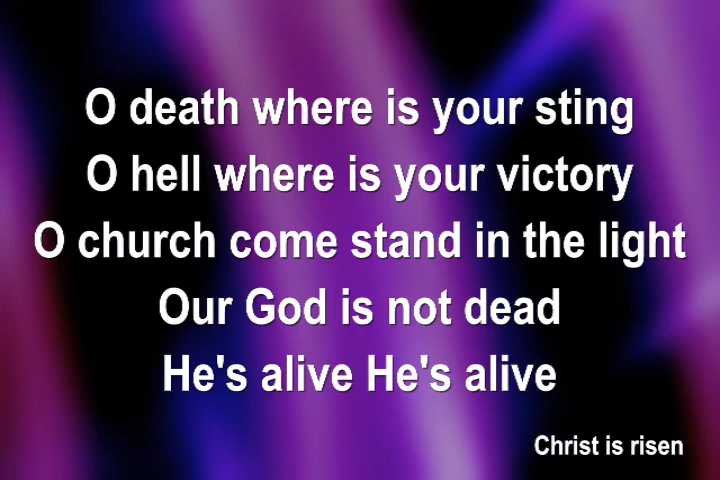 O death where is your sting
O hell where is your victory
O church come stand in the light
Our God is not dead
He's alive He's alive
Christ is risen